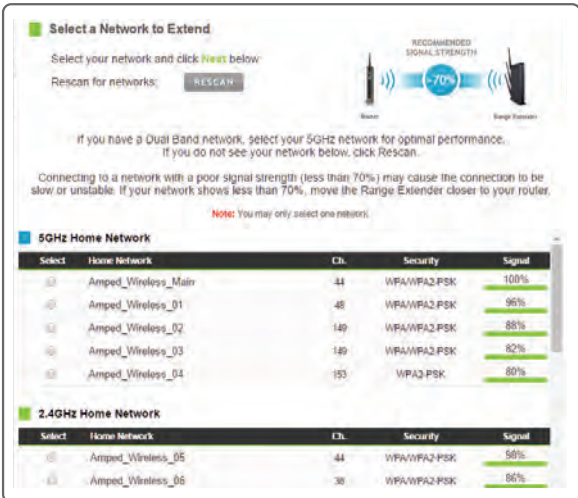 Select a Network to Extend
Select your network and click Next below
Rescan for networks: RESCAN
RECOMMENDED
SIGNAL STRENGTH
~70%
Router Range Extender
If you have a Dual Band network, select your 5GHz network for optimal performance.
If you do not see your network below, click Rescan.
Connecting to a network with a poor signal strength (less than 70%) may cause the connection to be
slow or unstable. If your network shows less than 70%, move the Range Extender closer to your router.
Note: You may only select one network.
5GHz Home Network
Select Home Network Ch. Security Signal
Amped_Wireless_Main 44 WPA/WPA2-PSK 100%
Amped_Wireless_01 48 WPA/WPA2-PSK 96%
Amped_Wireless_02 149 WPA/WPA2-PSK 88%
Amped_Wireless_03 149 WPA/WPA2-PSK 82%
Amped_Wireless_04 153 WPA2-PSK 80%
2.4GHz Home Network
Select Home Network Ch. Security Signal
Amped_Wireless_05 44 WPA/WPA2-PSK 98%
Amped_Wireless_06 36 WPA/WPA2-PSK 86%